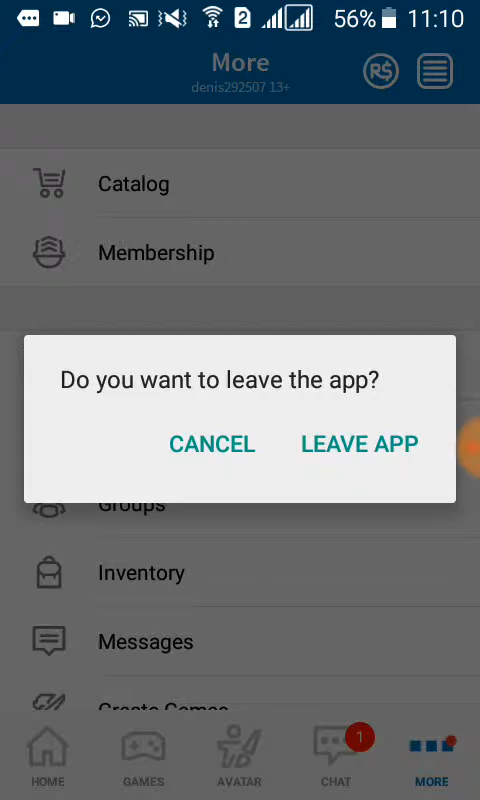 2
56%
11:10
More
denis292507 13+
R$
Catalog
Membership
Do you want to leave the app?
CANCEL
LEAVE APP
Groups
Inventory
Messages
Create Games
1
HOME
GAMES
AVATAR
CHAT
MORE